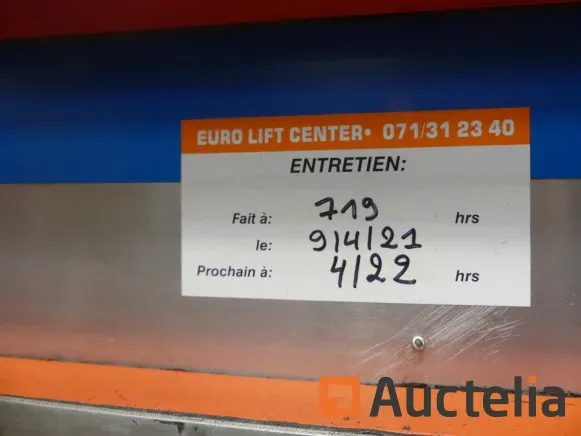 EURO LIFT CENTER• 071/31 23 40
ENTRETIEN:
Fait à: 719 hrs
le: 9/4/21
Prochain à: 4/22 hrs
Auctelia